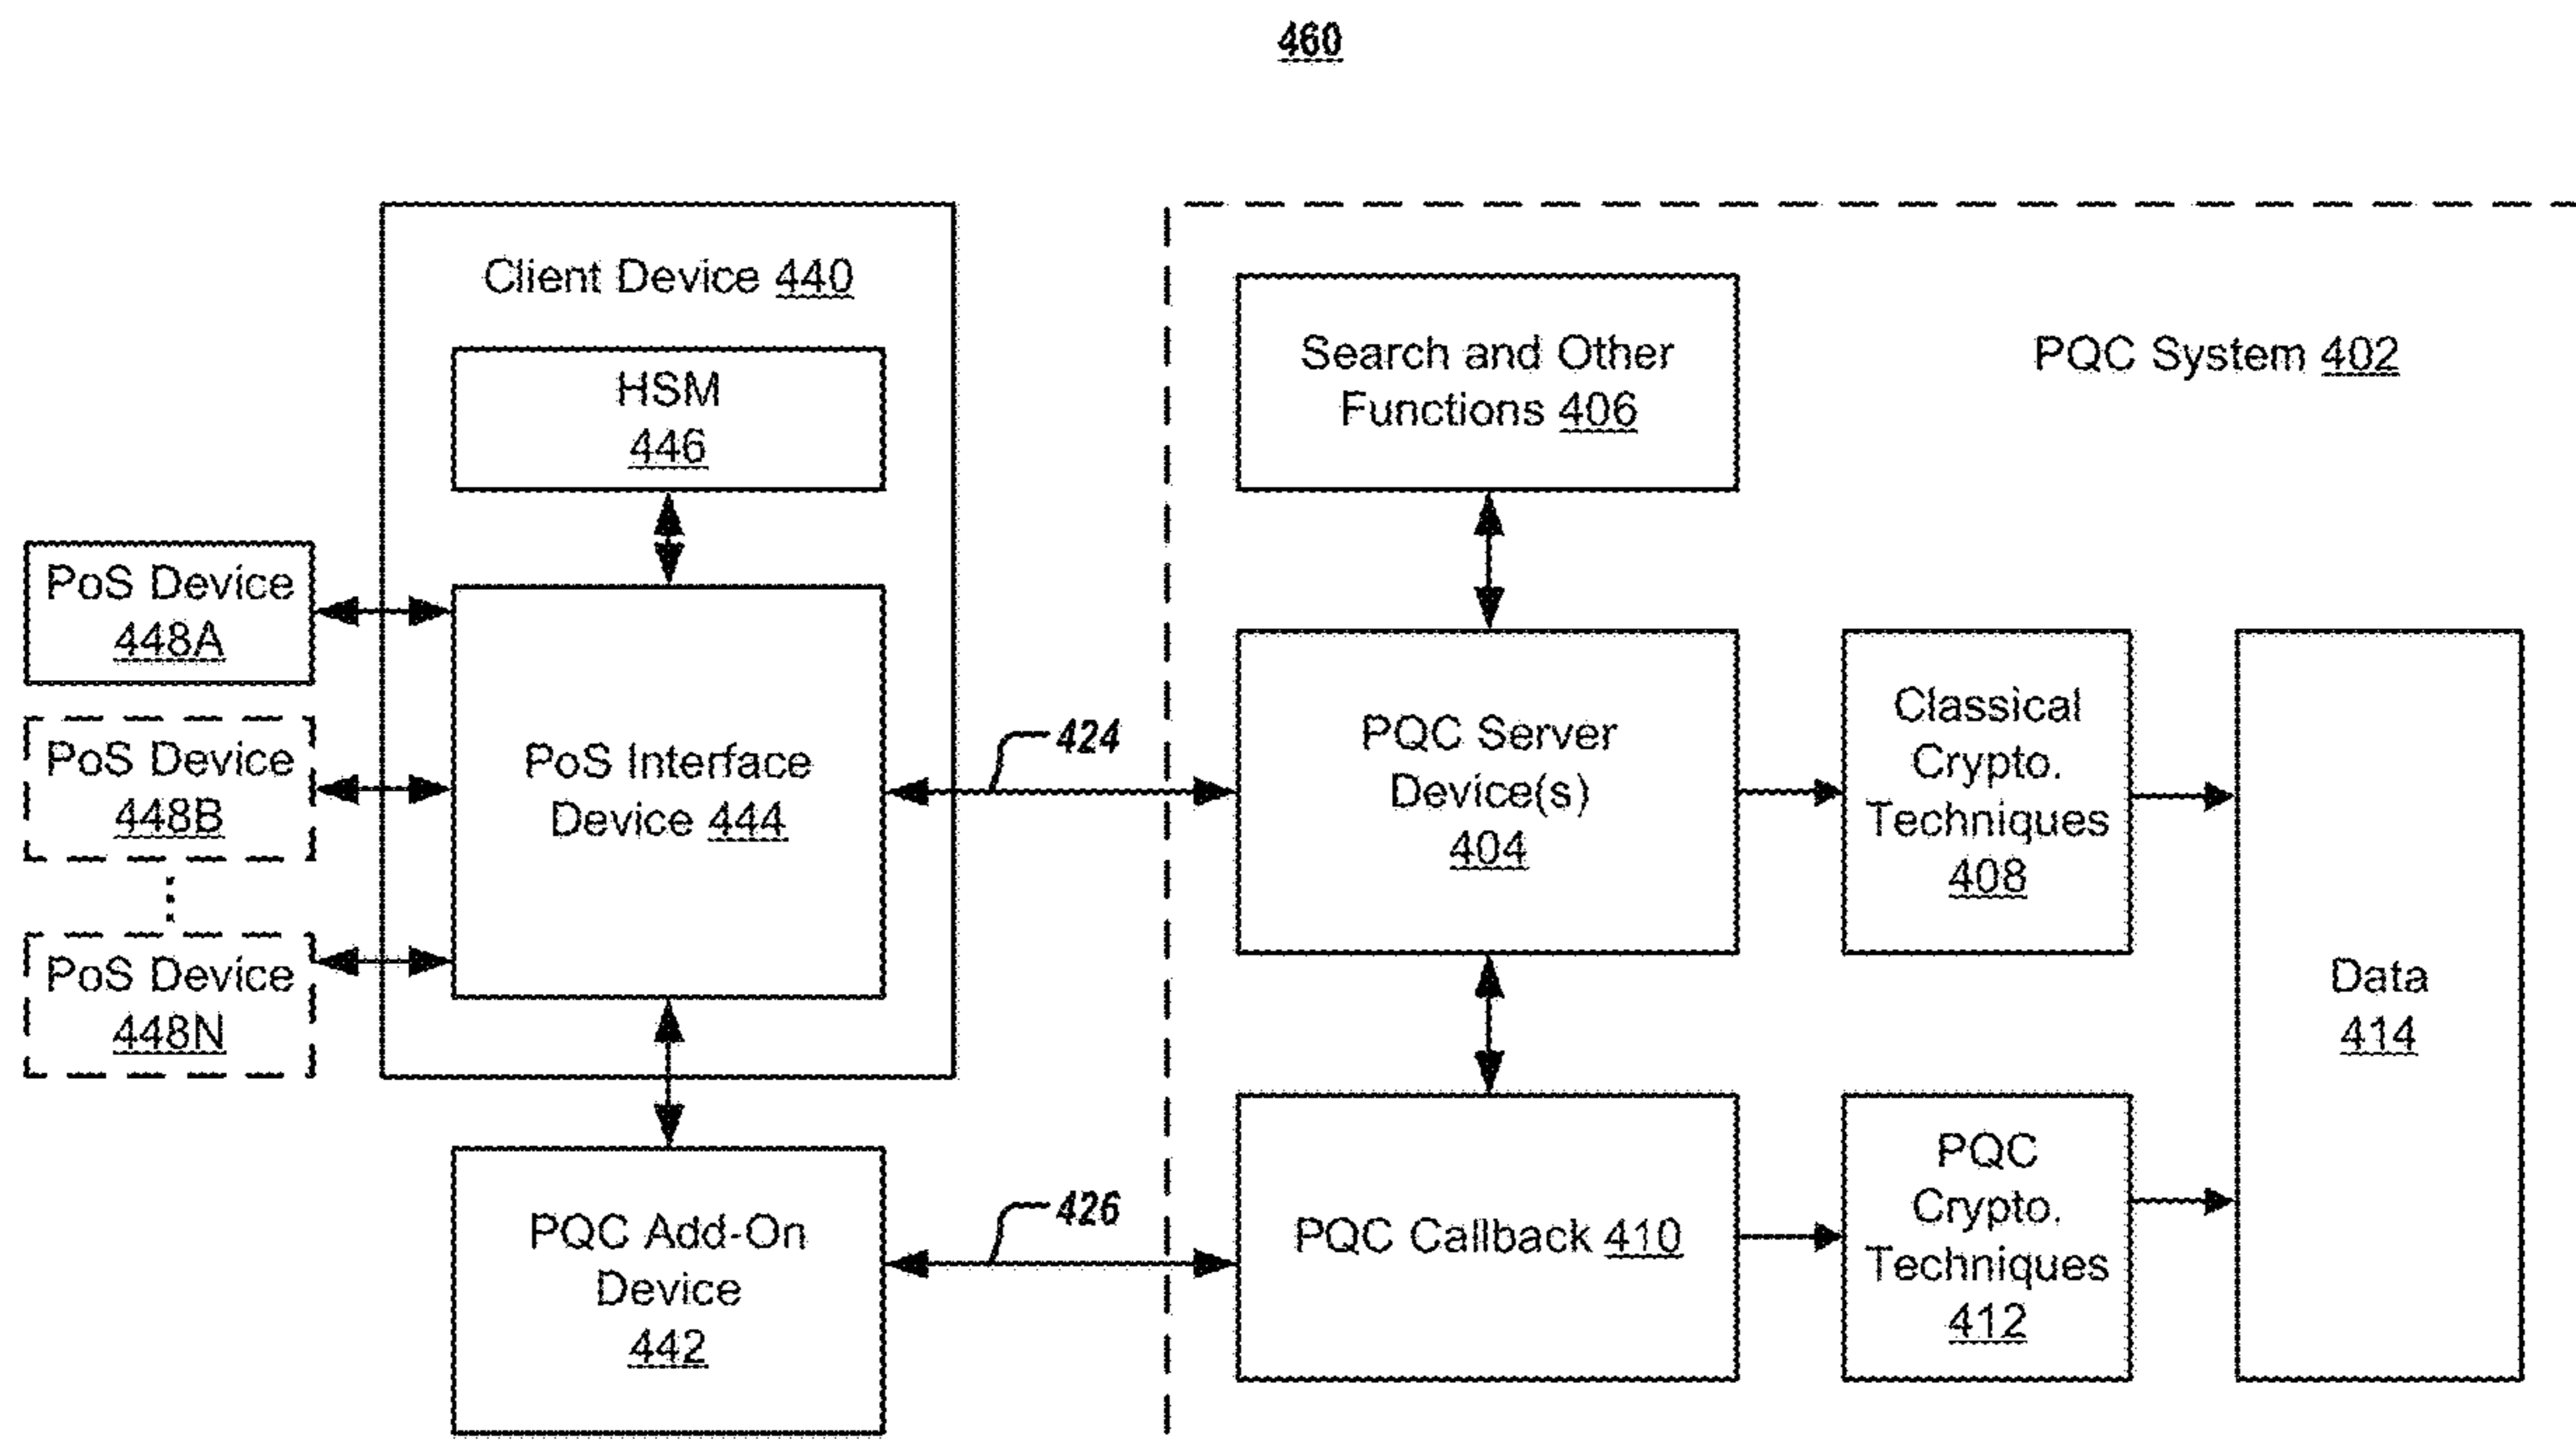 460
Client Device 440
HSM
446
PoS Device
448A
PoS Device
448B
PoS Device
448N
PoS Interface
Device 444
PQC Add-On
Device
442
424
426
PQC System 402
Search and Other
Functions 406
PQC Server
Device(s)
404
Classical
Crypto.
Techniques
408
PQC Callback 410
PQC
Crypto.
Techniques
412
Data
414